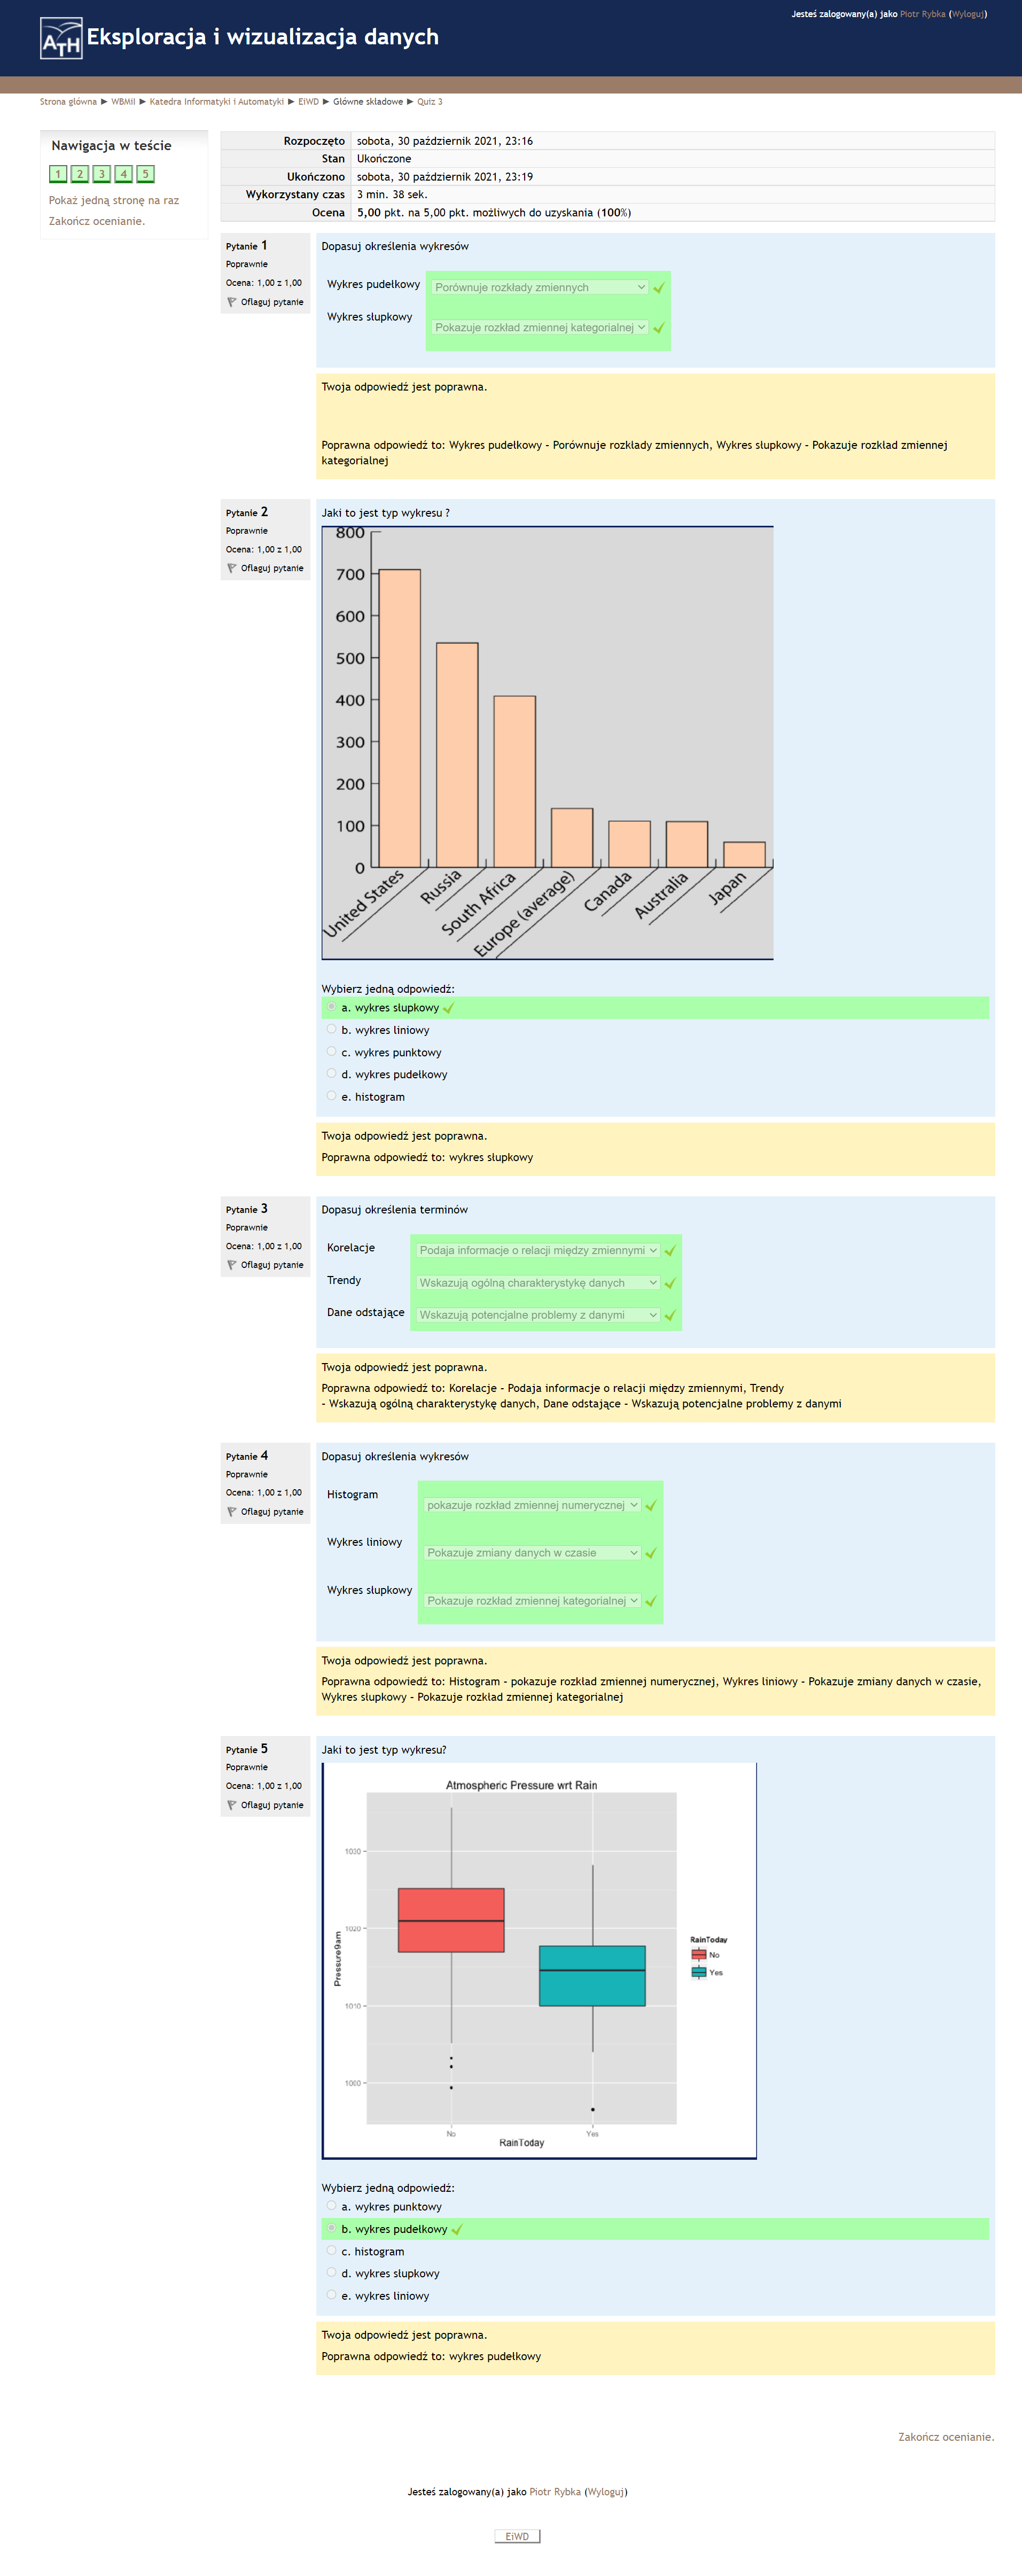 Jesteś zalogowany(a) jako Piotr Rybka (Wyloguj)
ATH
Eksploracja i wizualizacja danych
Strona główna ► WBMiI ► Katedra Informatyki i Automatyki ► EiWD ► Główne składowe ► Quiz 3
Nawigacja w teście
1 2 3 4 5
Pokaż jedną stronę na raz
Zakończ ocenianie.
Rozpoczęto sobota, 30 październik 2021, 23:16
Stan Ukończone
Ukończono sobota, 30 październik 2021, 23:19
Wykorzystany czas 3 min. 38 sek.
Ocena 5,00 pkt. na 5,00 pkt. możliwych do uzyskania (100%)
Pytanie 1
Poprawnie
Ocena: 1,00 z 1,00
Oflaguj pytanie
Dopasuj określenia wykresów
Wykres pudełkowy Porównuje rozkłady zmiennych
Wykres słupkowy Pokazuje rozkład zmiennej kategorialnej
Twoja odpowiedź jest poprawna.
Poprawna odpowiedź to: Wykres pudełkowy – Porównuje rozkłady zmiennych, Wykres słupkowy – Pokazuje rozkład zmiennej
kategorialnej
Pytanie 2
Poprawnie
Ocena: 1,00 z 1,00
Oflaguj pytanie
Jaki to jest typ wykresu ?
800
700
600
500
400
300
200
100
0
United States
Russia
South Africa
Europe (average)
Canada
Australia
Japan
Wybierz jedną odpowiedź:
a. wykres słupkowy
b. wykres liniowy
c. wykres punktowy
d. wykres pudełkowy
e. histogram
Twoja odpowiedź jest poprawna.
Poprawna odpowiedź to: wykres słupkowy
Pytanie 3
Poprawnie
Ocena: 1,00 z 1,00
Oflaguj pytanie
Dopasuj określenia terminów
Korelacje Podaja informacje o relacji między zmiennymi
Trendy Wskazują ogólną charakterystykę danych
Dane odstające Wskazują potencjalne problemy z danymi
Twoja odpowiedź jest poprawna.
Poprawna odpowiedź to: Korelacje – Podaja informacje o relacji między zmiennymi, Trendy
– Wskazują ogólną charakterystykę danych, Dane odstające – Wskazują potencjalne problemy z danymi
Pytanie 4
Poprawnie
Ocena: 1,00 z 1,00
Oflaguj pytanie
Dopasuj określenia wykresów
Histogram pokazuje rozkład zmiennej numerycznej
Wykres liniowy Pokazuje zmiany danych w czasie
Wykres słupkowy Pokazuje rozkład zmiennej kategorialnej
Twoja odpowiedź jest poprawna.
Poprawna odpowiedź to: Histogram – pokazuje rozkład zmiennej numerycznej, Wykres liniowy – Pokazuje zmiany danych w czasie,
Wykres słupkowy – Pokazuje rozkład zmiennej kategorialnej
Pytanie 5
Poprawnie
Ocena: 1,00 z 1,00
Oflaguj pytanie
Jaki to jest typ wykresu?
Atmospheric Pressure wrt Rain
1030
1020
1010
1000
Pressure9am
No
Yes
RainToday
RainToday
No
Yes
Wybierz jedną odpowiedź:
a. wykres punktowy
b. wykres pudełkowy
c. histogram
d. wykres słupkowy
e. wykres liniowy
Twoja odpowiedź jest poprawna.
Poprawna odpowiedź to: wykres pudełkowy
Zakończ ocenianie.
Jesteś zalogowany(a) jako Piotr Rybka (Wyloguj)
EiWD